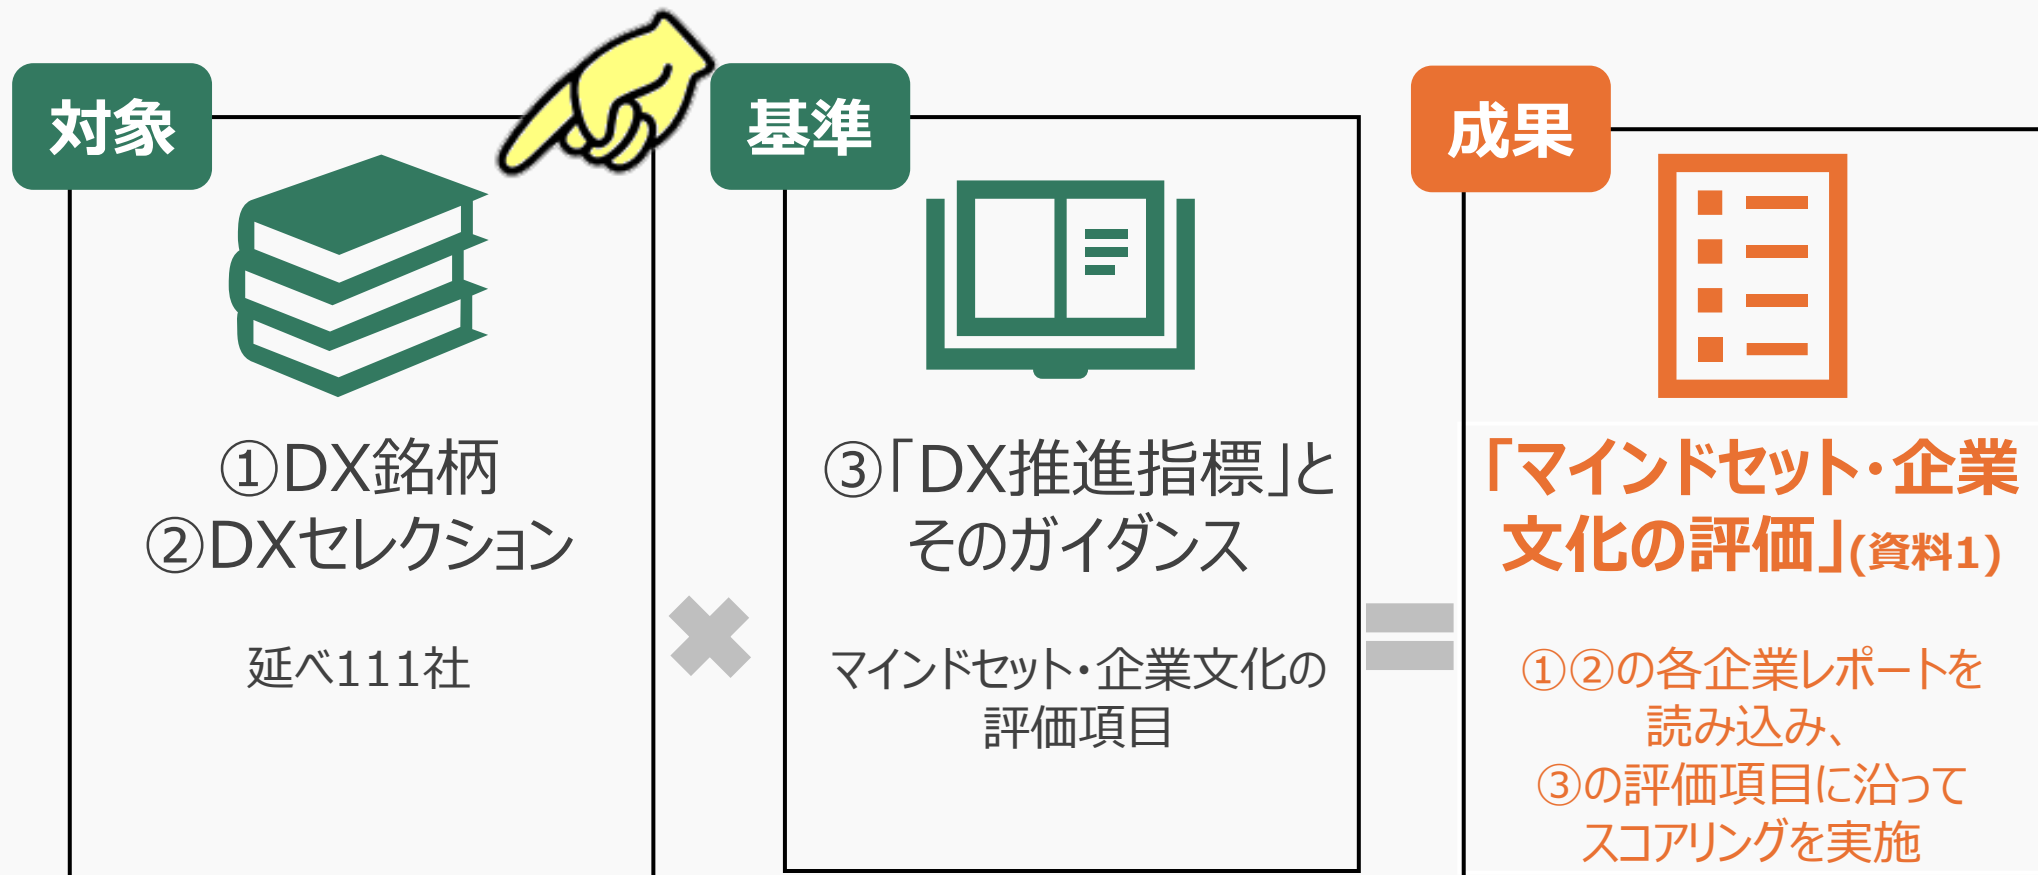 対象
①DX銘柄
②DXセレクション
延べ111社
基準
③「DX推進指標」と
そのガイダンス
マインドセット・企業文化の
評価項目
成果
「マインドセット・企業
文化の評価」(資料1)
①②の各企業レポートを
読み込み、
③の評価項目に沿って
スコアリングを実施